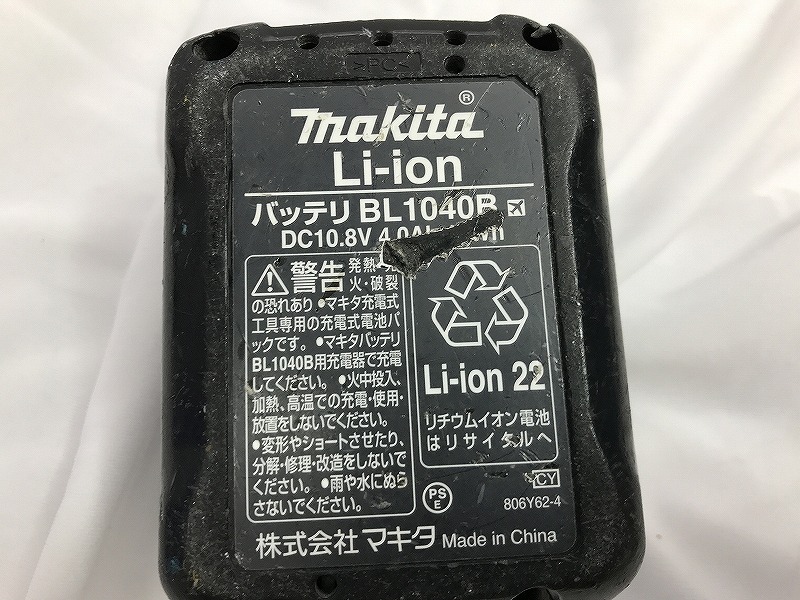 >PC<
makita®
Li-ion
バッテリ BL1040B
DC10.8V 4.0Ah
警告 発熱・発
火・破裂
の恐れあり ●マキタ充電式
工具専用の充電式電池パ
ックです。●マキタバッテリ
BL1040B用充電器で充電
してください。●火中投入、
加熱、高温での充電・使用・
放置をしないでください。
●変形やショートさせたり、
分解・修理・改造をしないで
ください。●雨や水にぬら
さないでください。
Li-ion 22
リチウムイオン電池
はリサイクルへ
PS
E
CY
806Y62-4
株式会社 マキタ Made in China